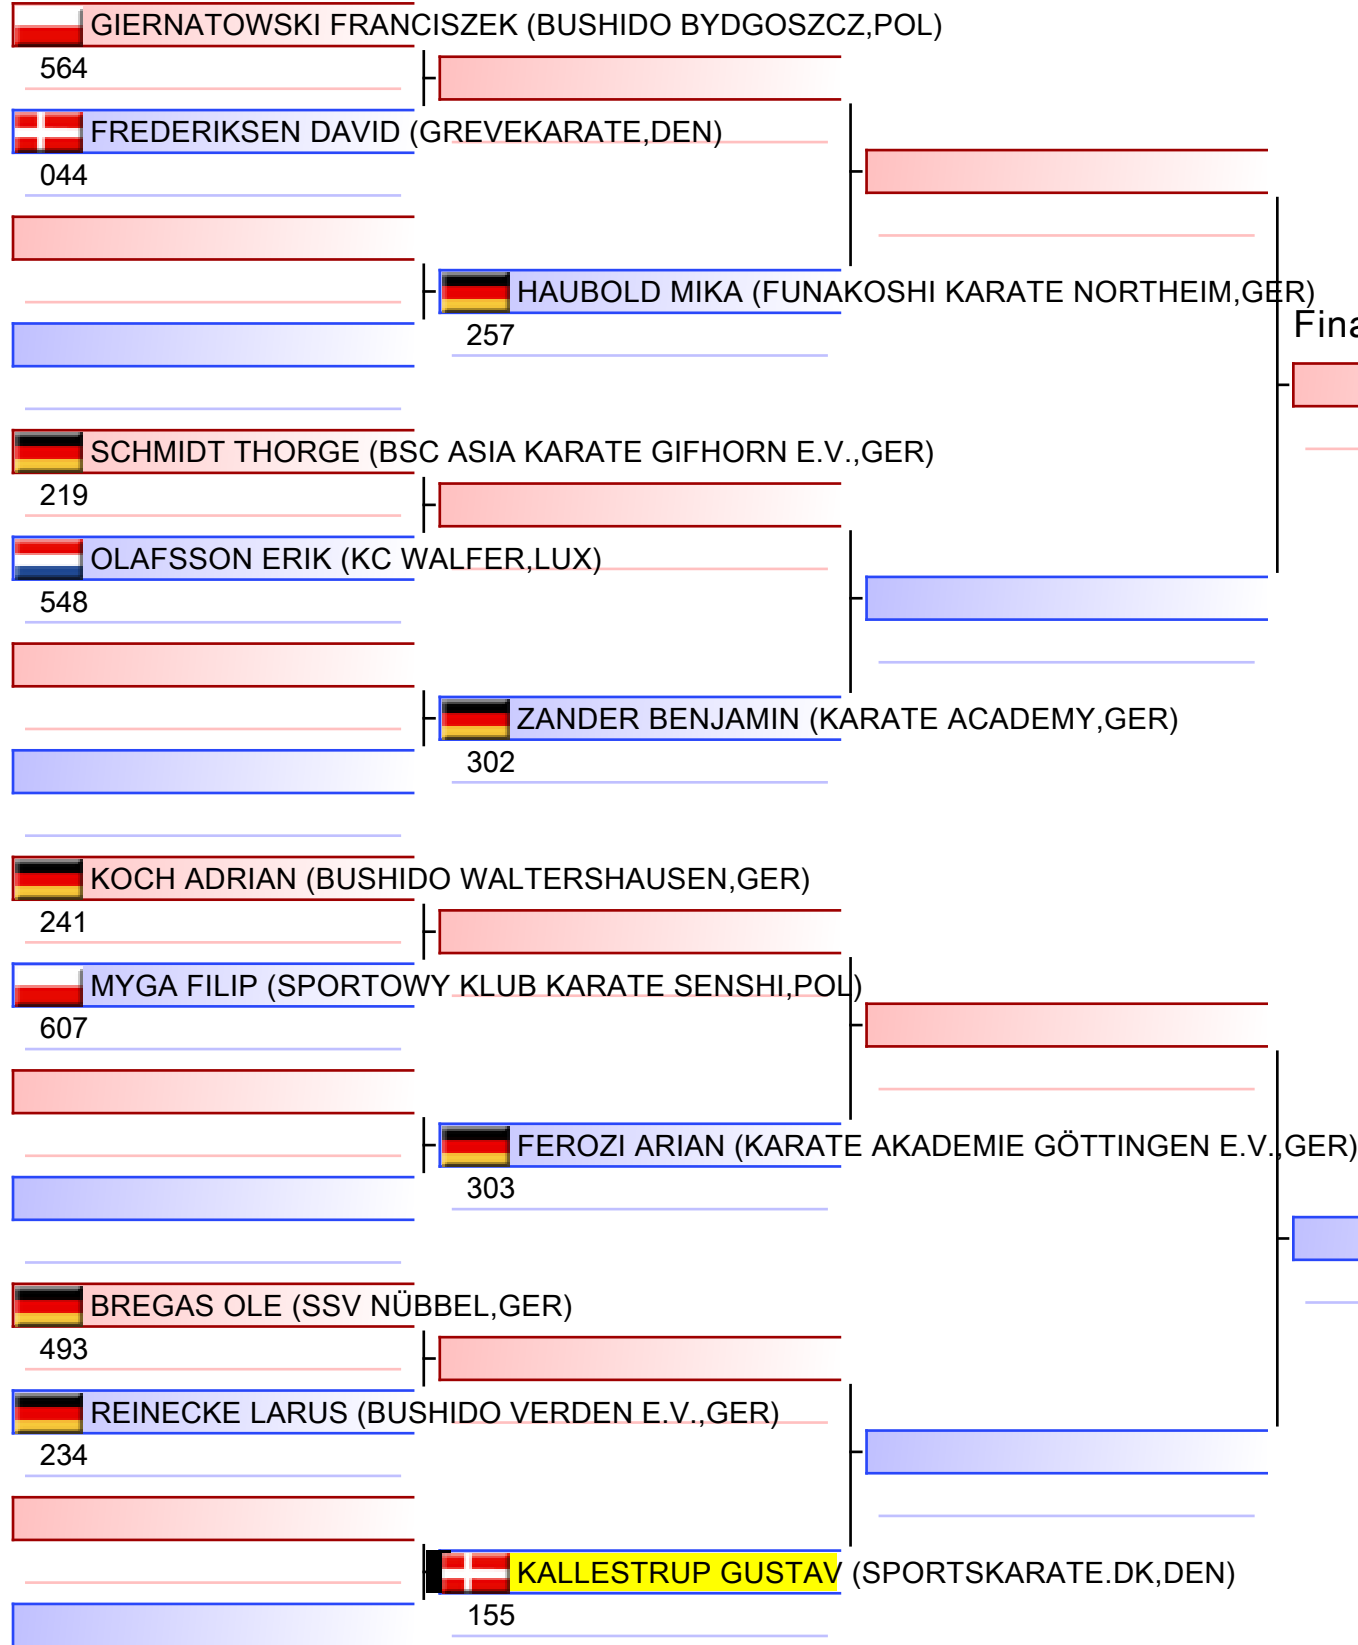 GIERNATOWSKI FRANCISZEK (BUSHIDO BYDGOSZCZ,POL)
564
FREDERIKSEN DAVID (GREVEKARATE,DEN)
044
HAUBOLD MIKA (FUNAKOSHI KARATE NORTHEIM,GER)
257
Fina
SCHMIDT THORGE (BSC ASIA KARATE GIFHORN E.V.,GER)
219
OLAFSSON ERIK (KC WALFER,LUX)
548
ZANDER BENJAMIN (KARATE ACADEMY,GER)
302
KOCH ADRIAN (BUSHIDO WALTERSHAUSEN,GER)
241
MYGA FILIP (SPORTOWY KLUB KARATE SENSHI,POL)
607
FEROZI ARIAN (KARATE AKADEMIE GÖTTINGEN E.V.,GER)
303
BREGAS OLE (SSV NÜBBEL,GER)
493
REINECKE LARUS (BUSHIDO VERDEN E.V.,GER)
234
KALLESTRUP GUSTAV (SPORTSKARATE.DK,DEN)
155